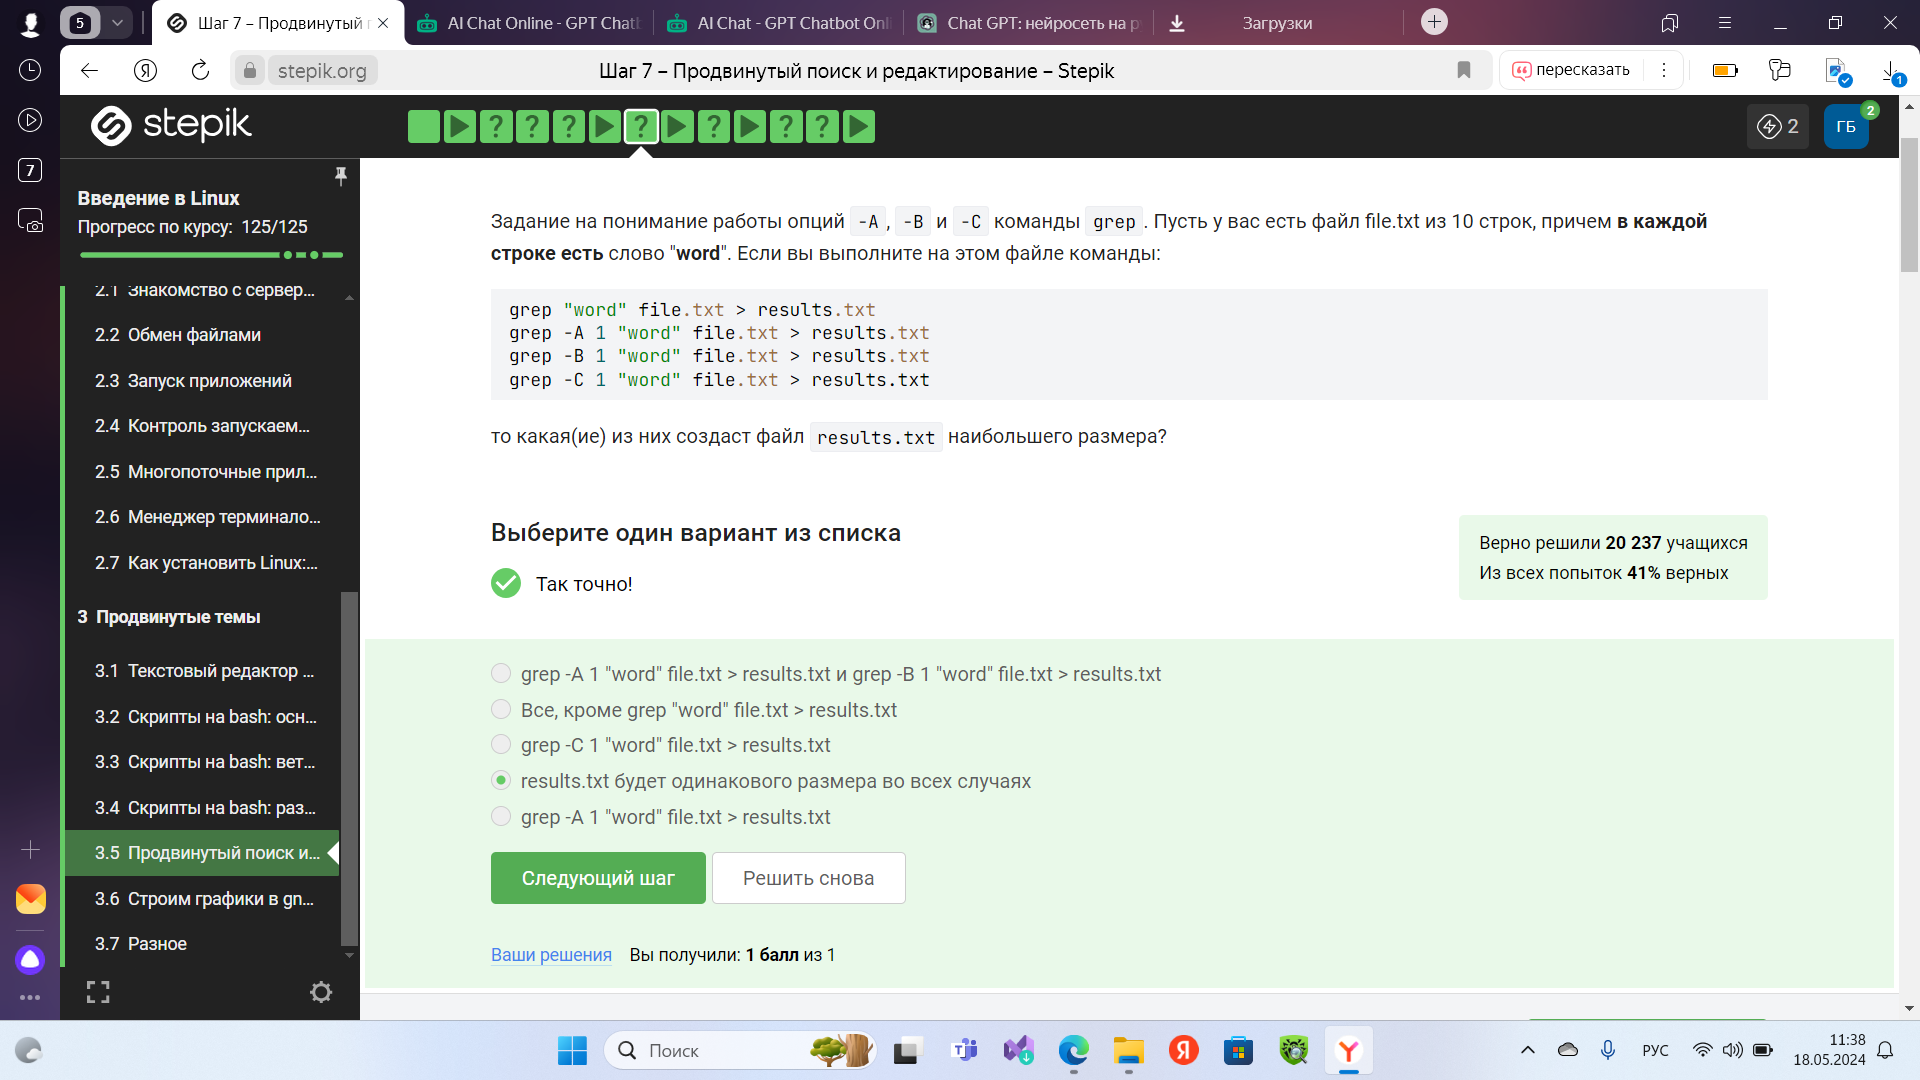 5
Шаг 7 – Продвинутый г
AI Chat Online - GPT Chatb
AI Chat - GPT Chatbot Onli
Chat GPT: нейросеть на ру
Загрузки
stepik.org
Шаг 7 – Продвинутый поиск и редактирование – Stepik
пересказать
1
7
stepik
2
ГБ
2
Введение в Linux
Прогресс по курсу: 125/125
2.1 Знакомство с сервер...
2.2 Обмен файлами
2.3 Запуск приложений
2.4 Контроль запускаем...
2.5 Многопоточные прил...
2.6 Менеджер терминало...
2.7 Как установить Linux:...
3 Продвинутые темы
3.1 Текстовый редактор ...
3.2 Скрипты на bash: осн...
3.3 Скрипты на bash: вет...
3.4 Скрипты на bash: раз...
3.5 Продвинутый поиск и...
3.6 Строим графики в gn...
3.7 Разное
Задание на понимание работы опций -A, -B и -C команды grep. Пусть у вас есть файл file.txt из 10 строк, причем в каждой
строке есть слово "word". Если вы выполните на этом файле команды:
grep "word" file.txt > results.txt
grep -A 1 "word" file.txt > results.txt
grep -B 1 "word" file.txt > results.txt
grep -C 1 "word" file.txt > results.txt
то какая(ие) из них создаст файл results.txt наибольшего размера?
Выберите один вариант из списка
Так точно!
Верно решили 20 237 учащихся
Из всех попыток 41% верных
grep -A 1 "word" file.txt > results.txt и grep -B 1 "word" file.txt > results.txt
Все, кроме grep "word" file.txt > results.txt
grep -C 1 "word" file.txt > results.txt
results.txt будет одинакового размера во всех случаях
grep -A 1 "word" file.txt > results.txt
Следующий шаг
Решить снова
Ваши решения Вы получили: 1 балл из 1
Поиск
РУС
11:38
18.05.2024